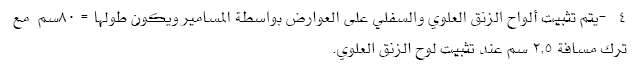 ٤ -يتم تثبيت ألواح الزنق العلوي والسفلي على العوارض بواسطة المسامير ويكون طولها = ٨٠سم مع
ترك مسافة ٢,٥ سم عند تثبيت لوح الزنق العلوي.